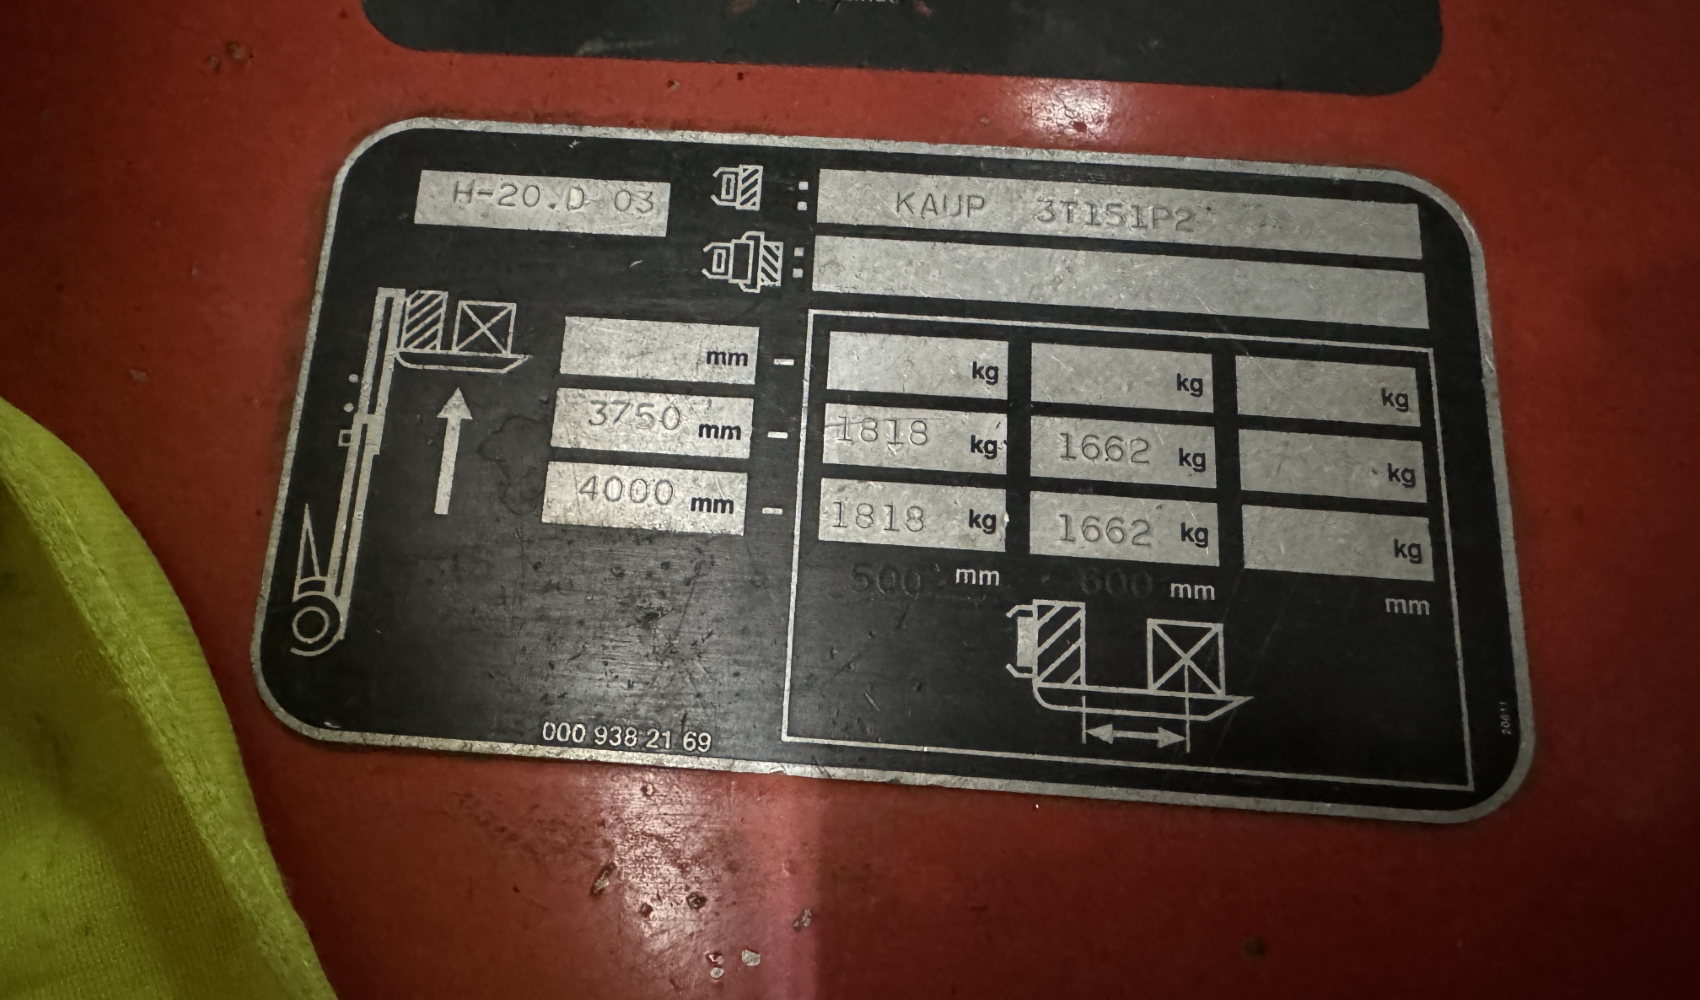 H-20.D 03 : KAUP 3T151P2
:
mm - kg kg kg
3750 mm - 1818 kg 1662 kg kg
4000 mm - 1818 kg 1662 kg kg
500 mm 600 mm mm
000 938 21 69